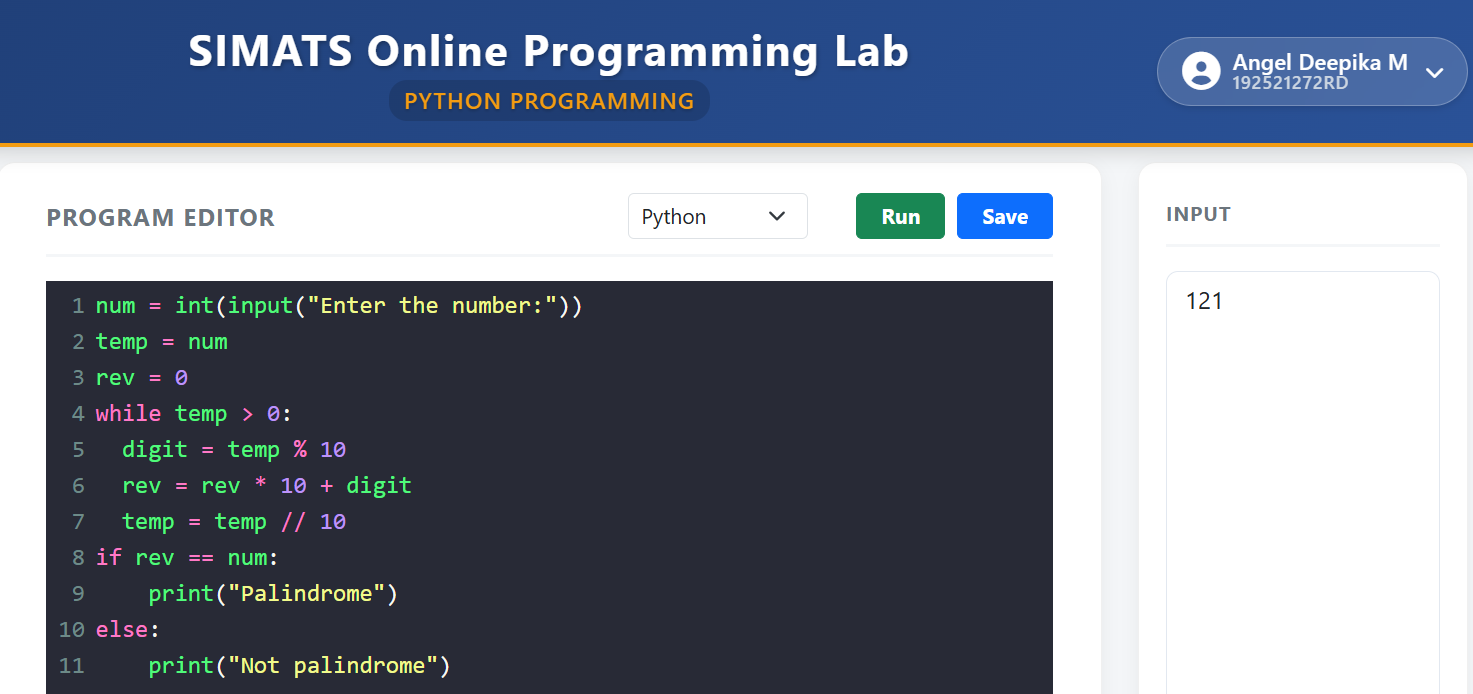 SIMATS Online Programming Lab
PYTHON PROGRAMMING
Angel Deepika M
192521272RD
PROGRAM EDITOR
Python
Run
Save
1 num = int(input("Enter the number:"))
2 temp = num
3 rev = 0
4 while temp > 0:
5   digit = temp % 10
6   rev = rev * 10 + digit
7   temp = temp // 10
8 if rev == num:
9     print("Palindrome")
10 else:
11     print("Not palindrome")
INPUT
121